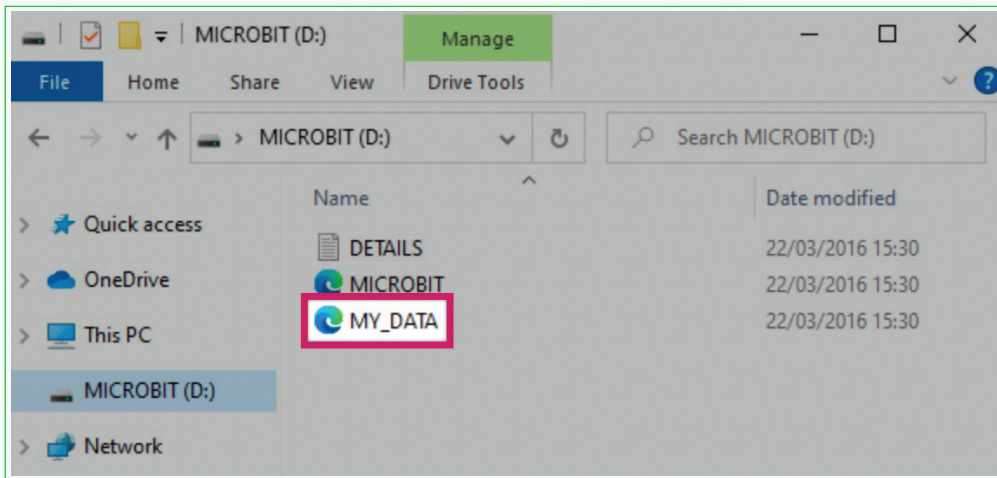 MICROBIT (D:)
Manage
File Home Share View Drive Tools
?
MICROBIT (D:)
Search MICROBIT (D:)
Name Date modified
Quick access
DETAILS 22/03/2016 15:30
OneDrive
MICROBIT 22/03/2016 15:30
MY_DATA 22/03/2016 15:30
This PC
MICROBIT (D:)
Network